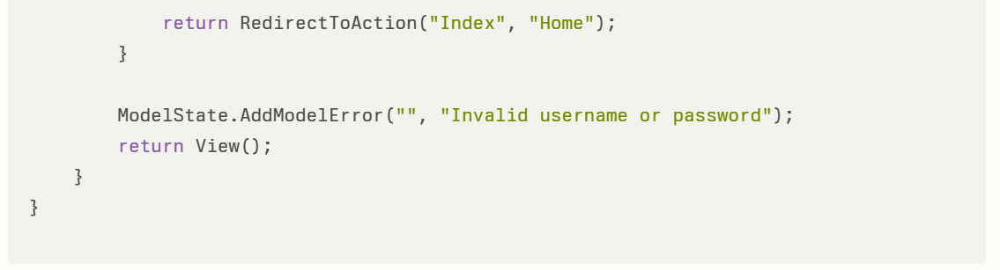 return RedirectToAction("Index", "Home");
}
ModelState.AddModelError("", "Invalid username or password");
return View();
}
}